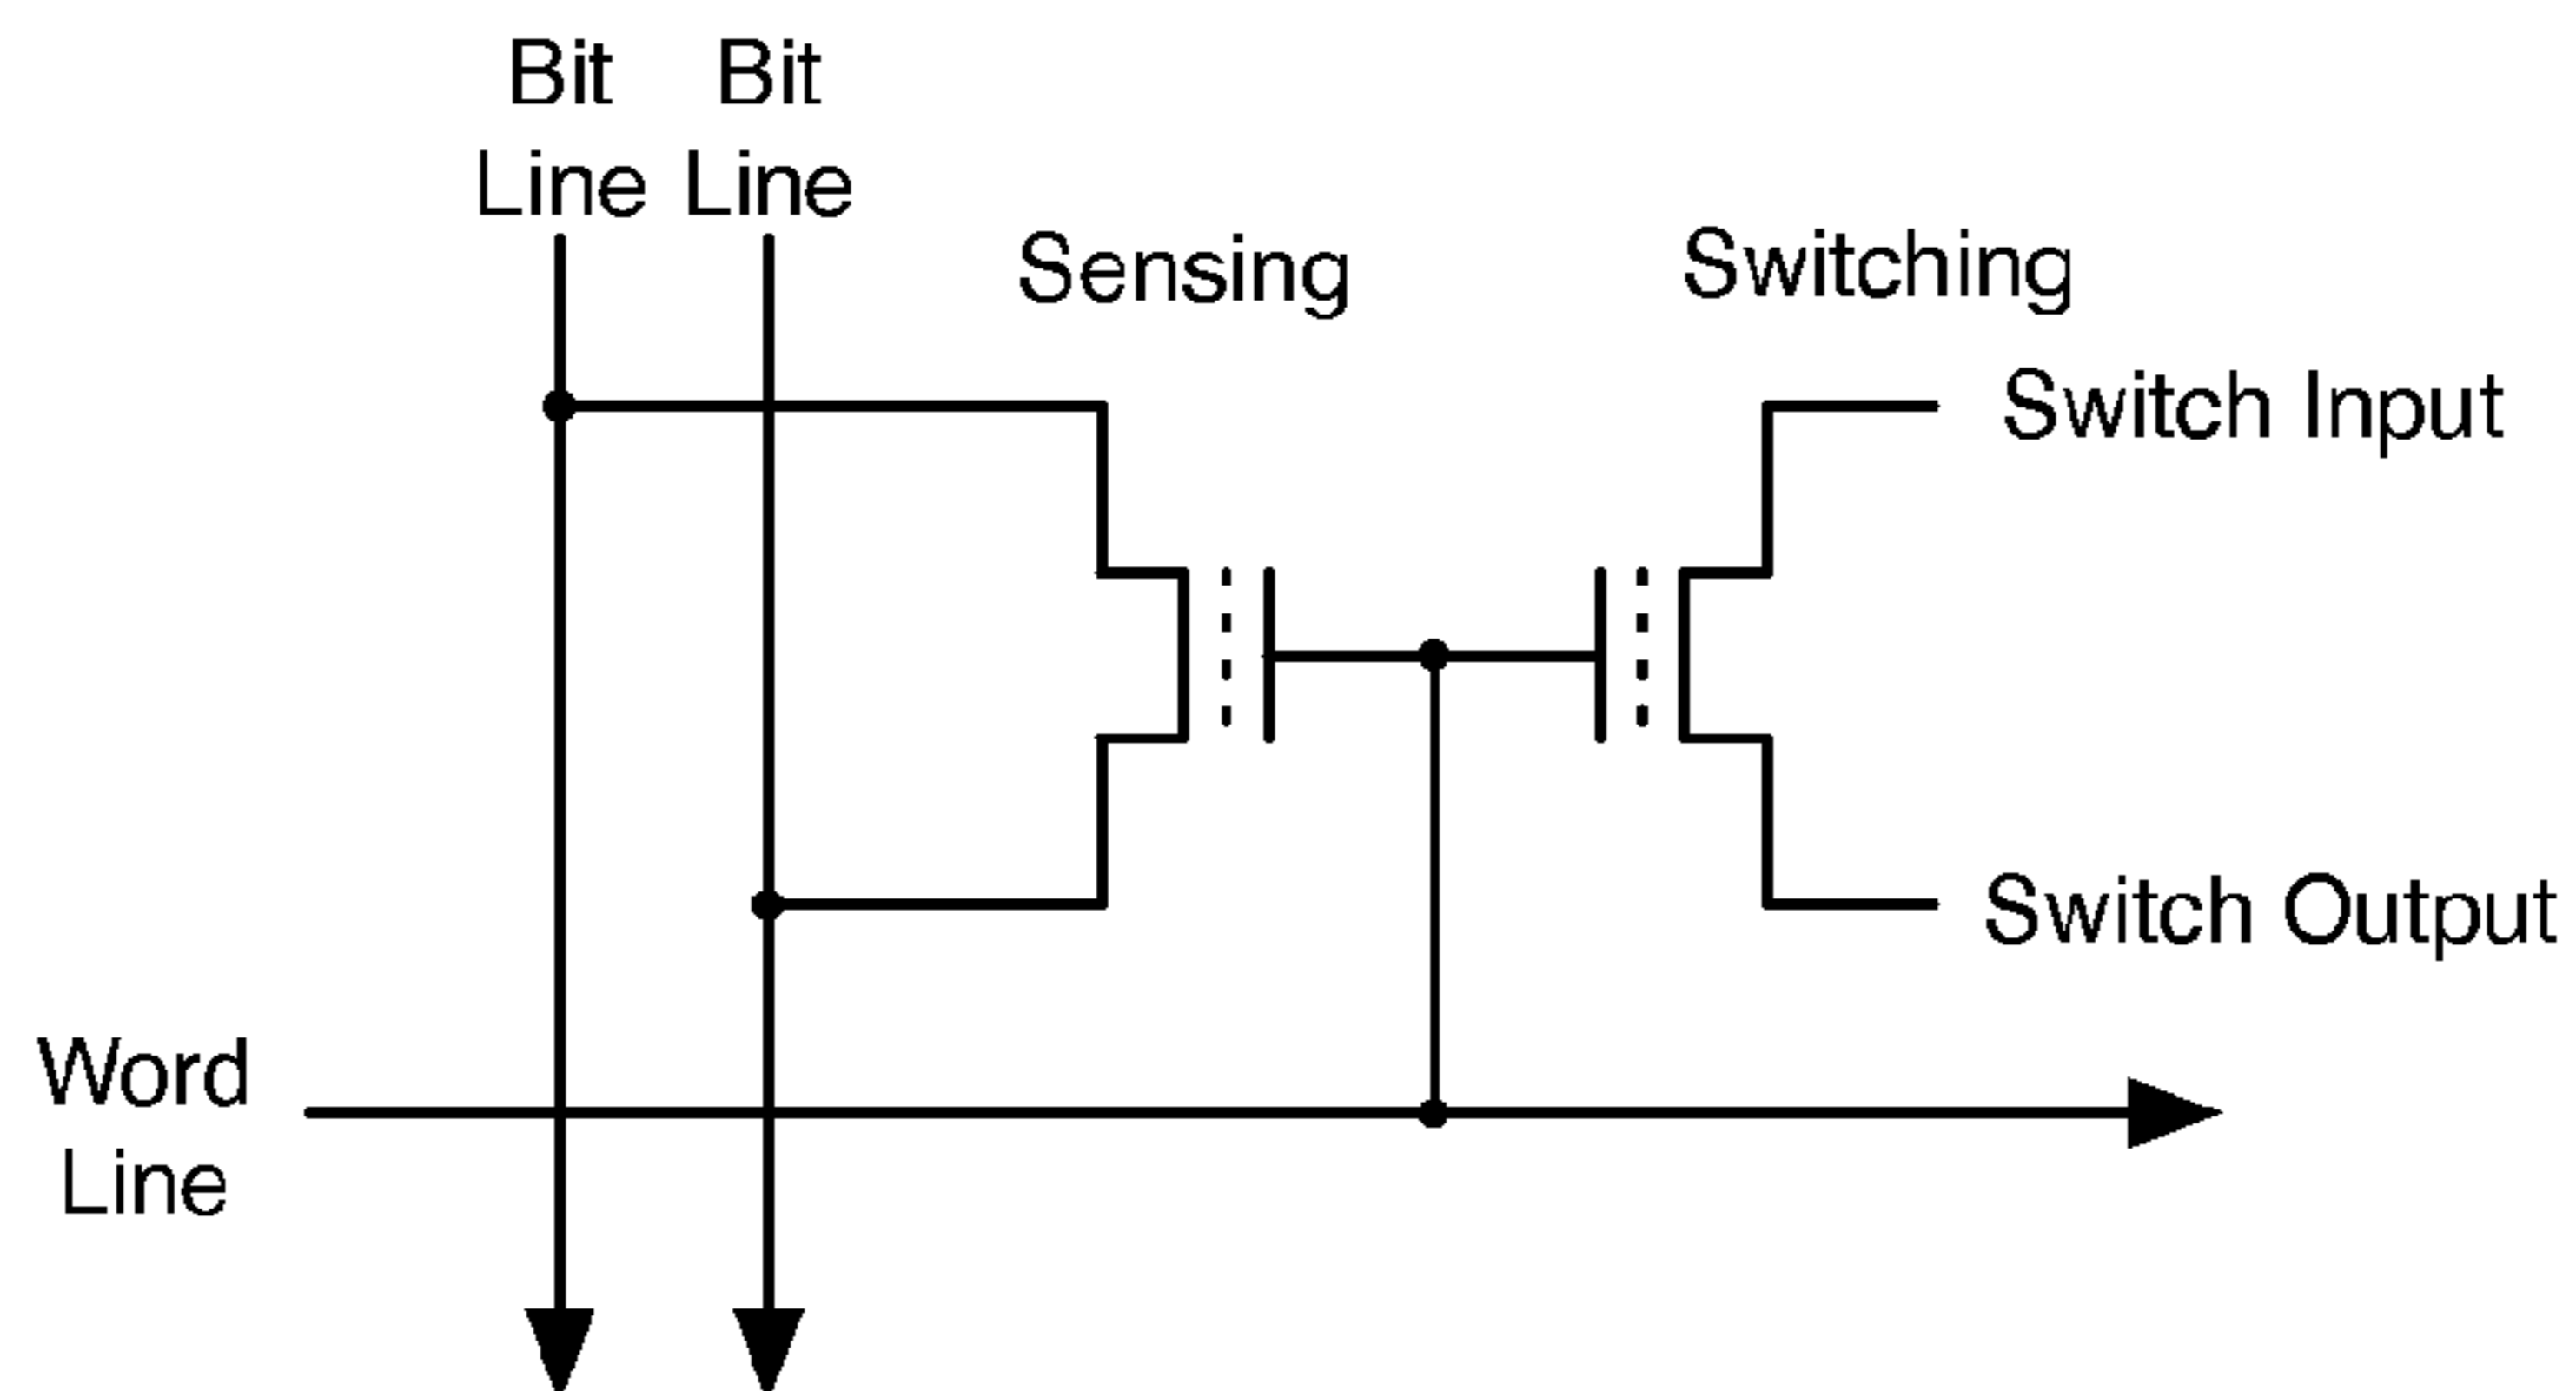 Bit Bit
Line Line
Sensing
Switching
Switch Input
Switch Output
Word
Line